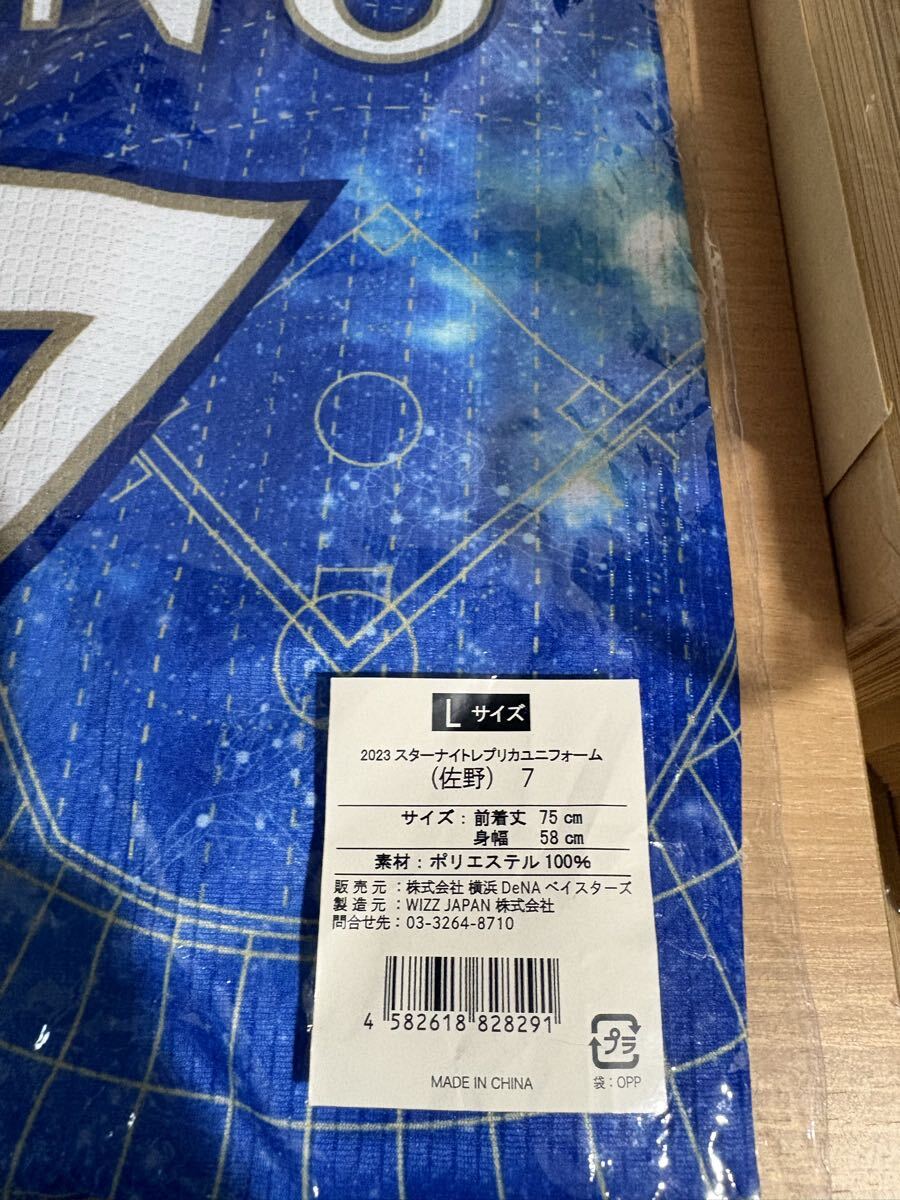 NO
7
L サイズ
2023 スターナイトレプリカユニフォーム
(佐野) 7
サイズ：前着丈 75 cm
身幅 58 cm
素材：ポリエステル 100%
販売元：株式会社 横浜 DeNA ベイスターズ
製造元：WIZZ JAPAN 株式会社
問合せ先：03-3264-8710
4 582618 828291
プラ
MADE IN CHINA
袋：OPP